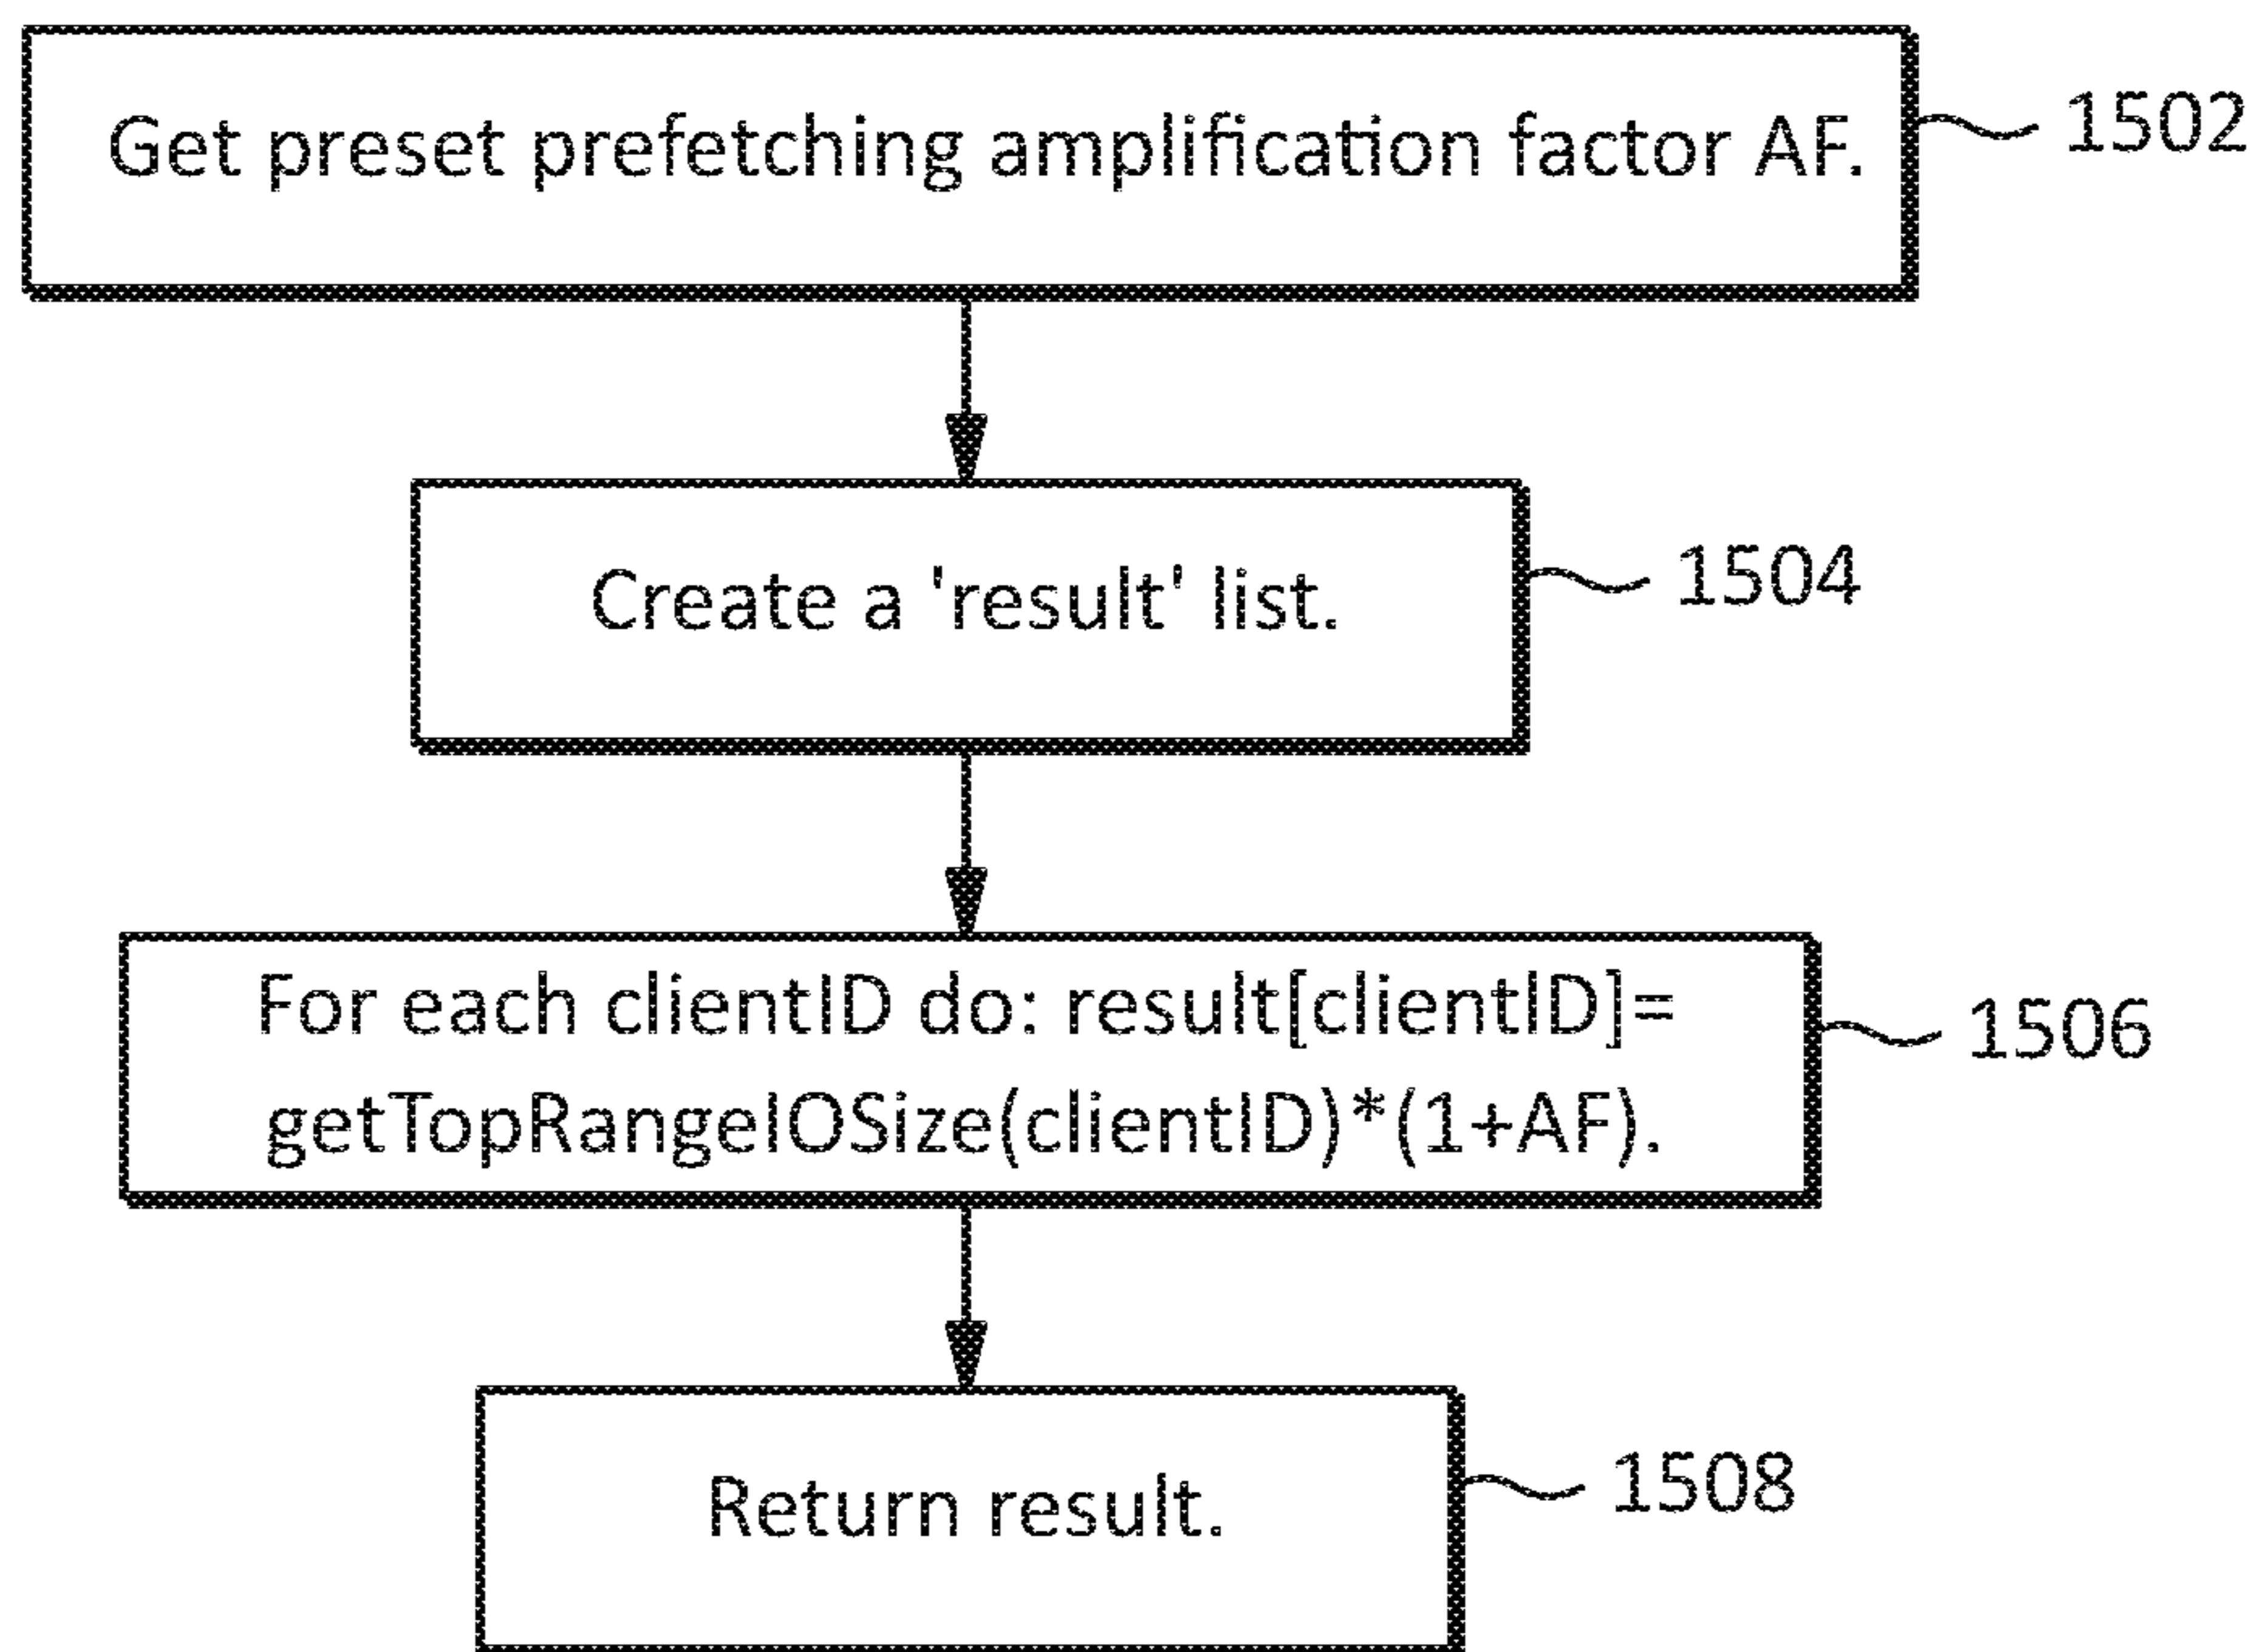 Get preset prefetching amplification factor AF.
1502
Create a 'result' list.
1504
For each clientID do: result[clientID]=
getTopRangeIOSize(clientID)*(1+AF).
1506
Return result.
1508